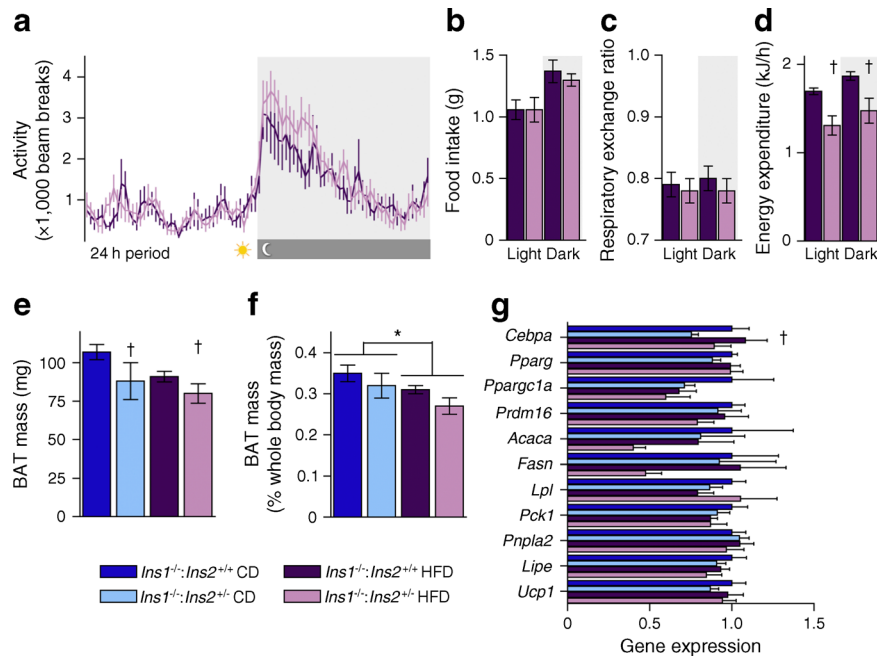 a
Activity
(×1,000 beam breaks)
4
3
2
1
24 h period
b
Food intake (g)
1.5
1.0
0.5
0
Light Dark
c
Respiratory exchange ratio
1.0
0.9
0.8
0.7
Light Dark
d
Energy expenditure (kJ/h)
2
1
0
† †
Light Dark
e
BAT mass (mg)
100
75
50
25
0
† †
f
BAT mass
(% whole body mass)
0.4
0.3
0.2
0.1
0
*
g
Cebpa †
Pparg
Ppargc1a
Prdm16
Acaca
Fasn
Lpl
Pck1
Pnpla2
Lipe
Ucp1
0 0.5 1.0 1.5
Gene expression
Ins1-/-:Ins2+/+ CD
Ins1-/-:Ins2+/- CD
Ins1-/-:Ins2+/+ HFD
Ins1-/-:Ins2+/- HFD